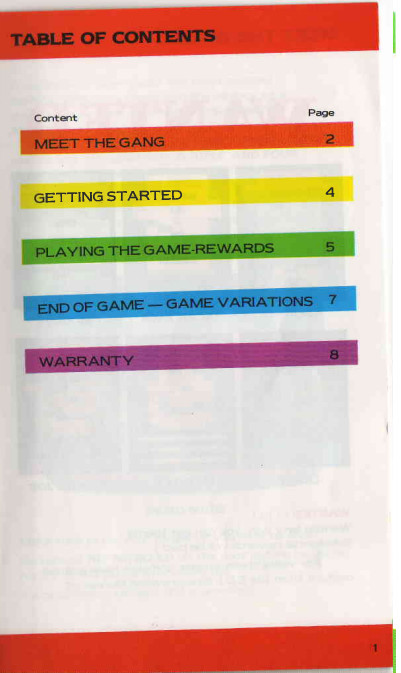 TABLE OF CONTENTS
Content Page
MEET THE GANG 2
GETTING STARTED 4
PLAYING THE GAME-REWARDS 5
END OF GAME — GAME VARIATIONS 7
WARRANTY 8
1